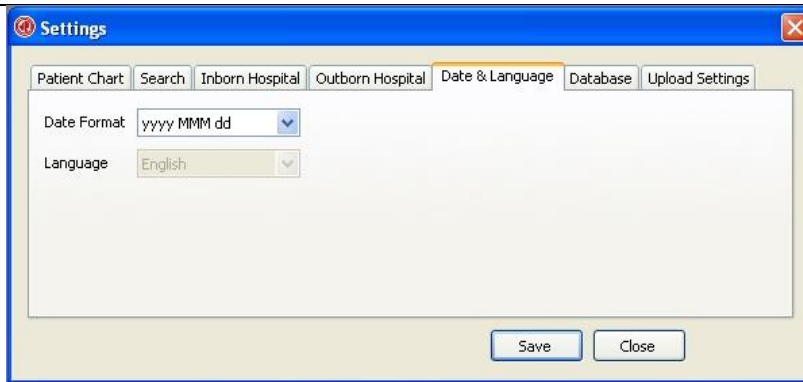 Settings
Patient Chart Search Inborn Hospital Outborn Hospital Date & Language Database Upload Settings
Date Format yyyy MMM dd
Language English
Save Close